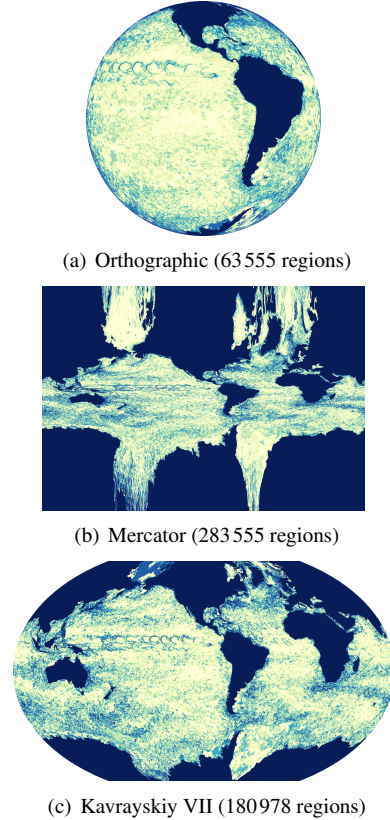 (a) Orthographic (63 555 regions)
(b) Mercator (283 555 regions)
(c) Kavrayskiy VII (180 978 regions)